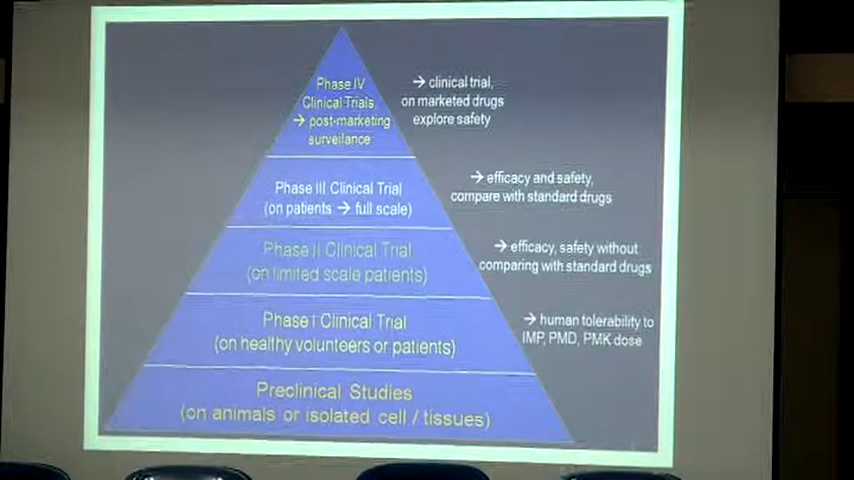 Phase IV
Clinical Trials
→ post-marketing
surveilance
→ clinical trial,
on marketed drugs
explore safety
Phase III Clinical Trial
(on patients → full scale)
→ efficacy and safety,
compare with standard drugs
Phase II Clinical Trial
(on limited scale patients)
→ efficacy, safety without
comparing with standard drugs
Phase I Clinical Trial
(on healthy volunteers or patients)
→ human tolerability to
IMP, PMD, PMK dose
Preclinical Studies
(on animals or isolated cell / tissues)